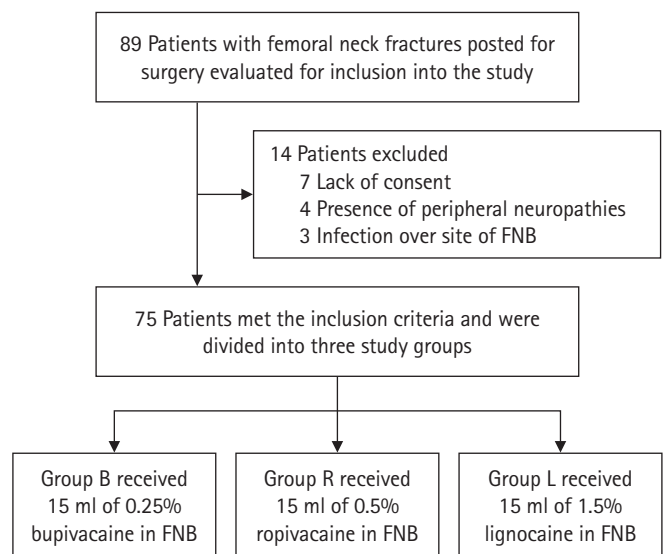 89 Patients with femoral neck fractures posted for
surgery evaluated for inclusion into the study
14 Patients excluded
7 Lack of consent
4 Presence of peripheral neuropathies
3 Infection over site of FNB
75 Patients met the inclusion criteria and were
divided into three study groups
Group B received
15 ml of 0.25%
bupivacaine in FNB
Group R received
15 ml of 0.5%
ropivacaine in FNB
Group L received
15 ml of 1.5%
lignocaine in FNB